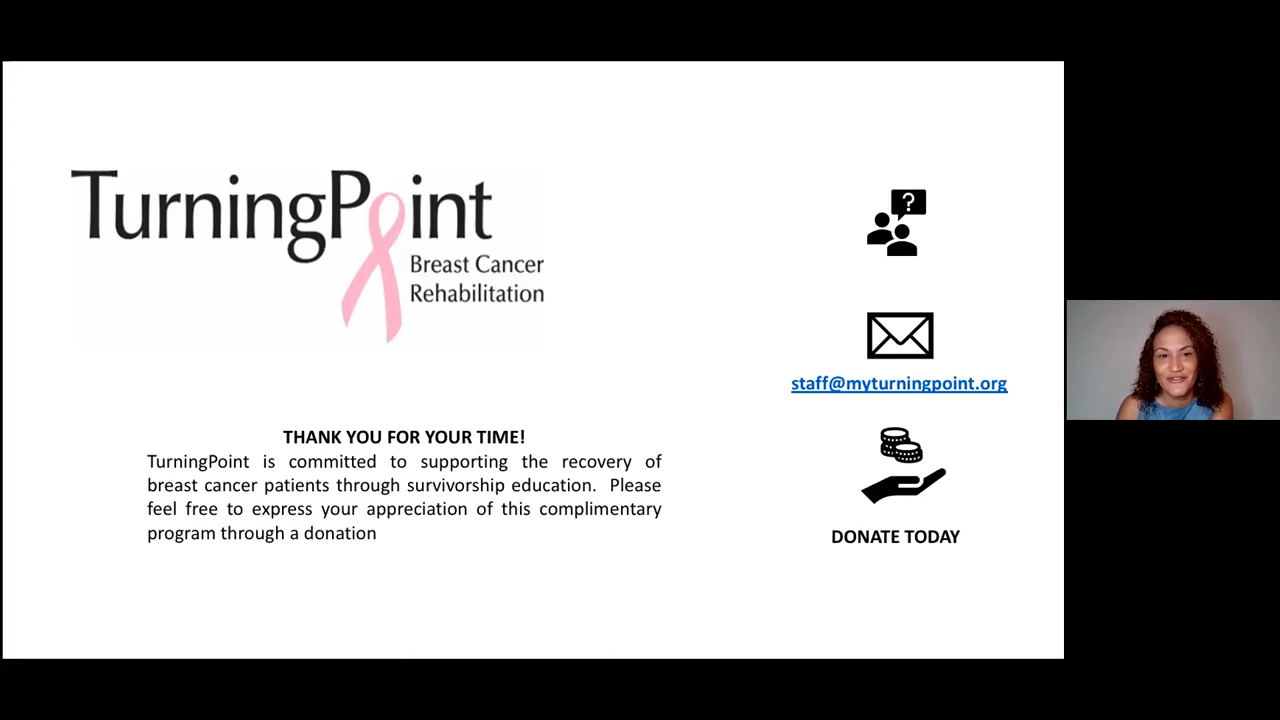 TurningPoint
Breast Cancer
Rehabilitation
?
staff@myturningpoint.org
THANK YOU FOR YOUR TIME!
TurningPoint is committed to supporting the recovery of
breast cancer patients through survivorship education. Please
feel free to express your appreciation of this complimentary
program through a donation
DONATE TODAY